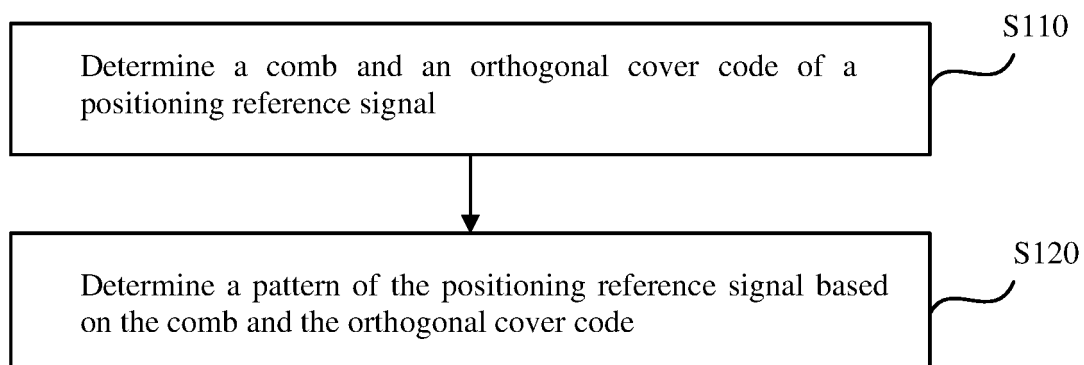 S110
Determine a comb and an orthogonal cover code of a
positioning reference signal
S120
Determine a pattern of the positioning reference signal based
on the comb and the orthogonal cover code